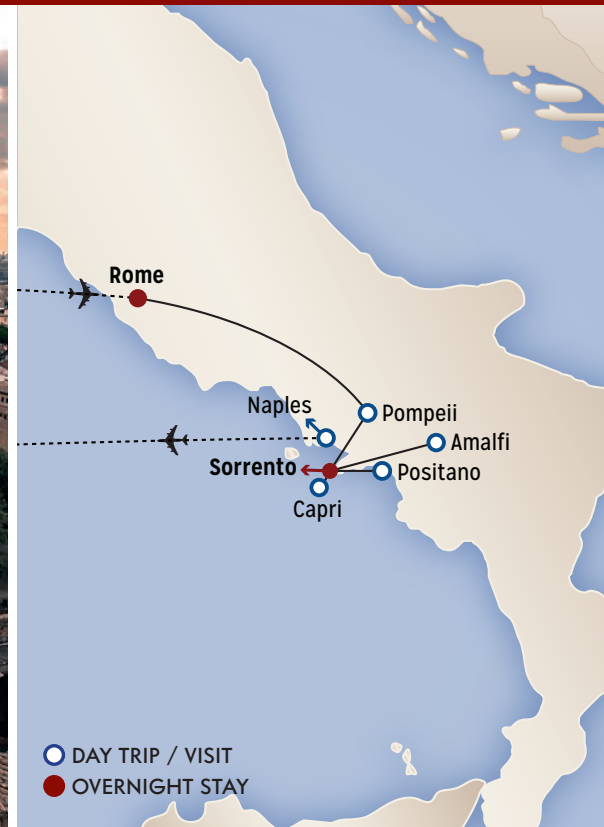 Rome
Naples
Pompeii
Amalfi
Sorrento
Positano
Capri
DAY TRIP / VISIT
OVERNIGHT STAY